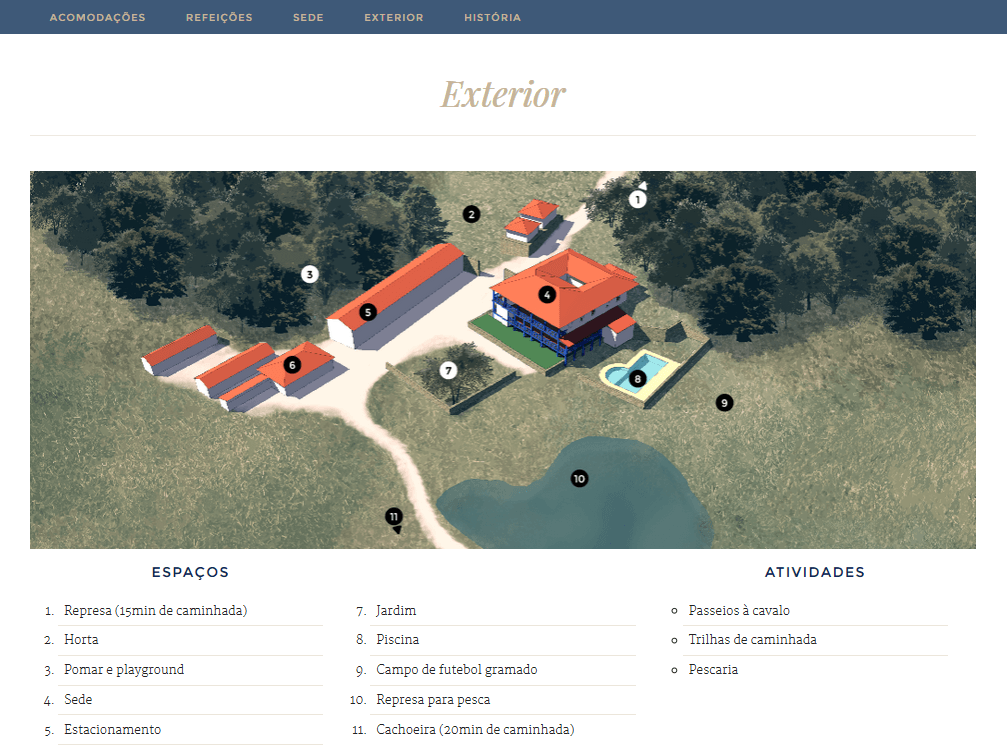 ACOMODAÇÕES REFEIÇÕES SEDE EXTERIOR HISTÓRIA
Exterior
1
2
3
4
5
6
7
8
9
10
11
ESPAÇOS
1. Represa (15min de caminhada)
2. Horta
3. Pomar e playground
4. Sede
5. Estacionamento
7. Jardim
8. Piscina
9. Campo de futebol gramado
10. Represa para pesca
11. Cachoeira (20min de caminhada)
ATIVIDADES
Passeios à cavalo
Trilhas de caminhada
Pescaria